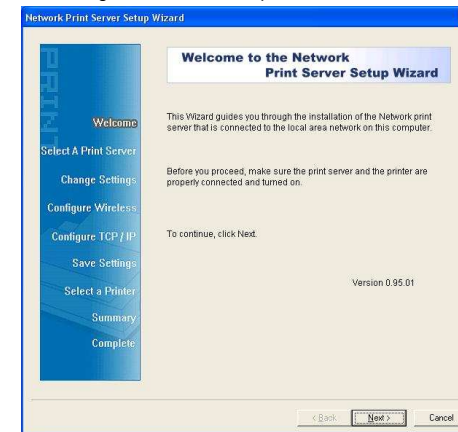 Network Print Server Setup Wizard
PRINT
Welcome to the Network
Print Server Setup Wizard
Welcome
Select A Print Server
Change Settings
Configure Wireless
Configure TCP / IP
Save Settings
Select a Printer
Summary
Complete
This Wizard guides you through the installation of the Network print
server that is connected to the local area network on this computer.
Before you proceed, make sure the print server and the printer are
properly connected and turned on.
To continue, click Next.
Version 0.95.01
< Back
Next >
Cancel